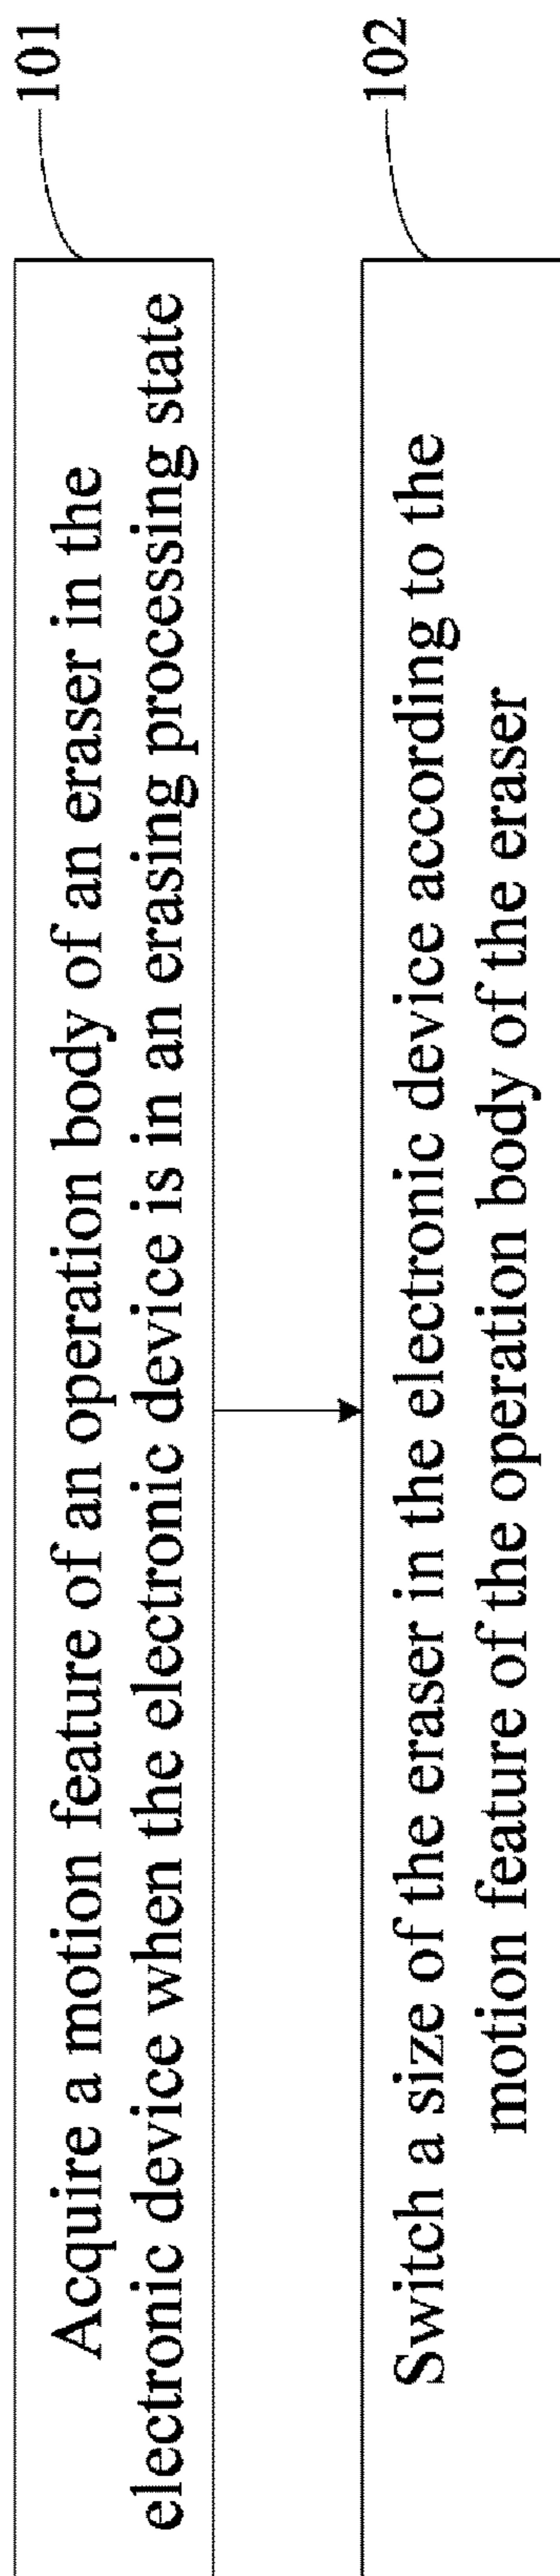 Acquire a motion feature of an operation body of an eraser in the
electronic device when the electronic device is in an erasing processing state
101
Switch a size of the eraser in the electronic device according to the
motion feature of the operation body of the eraser
102